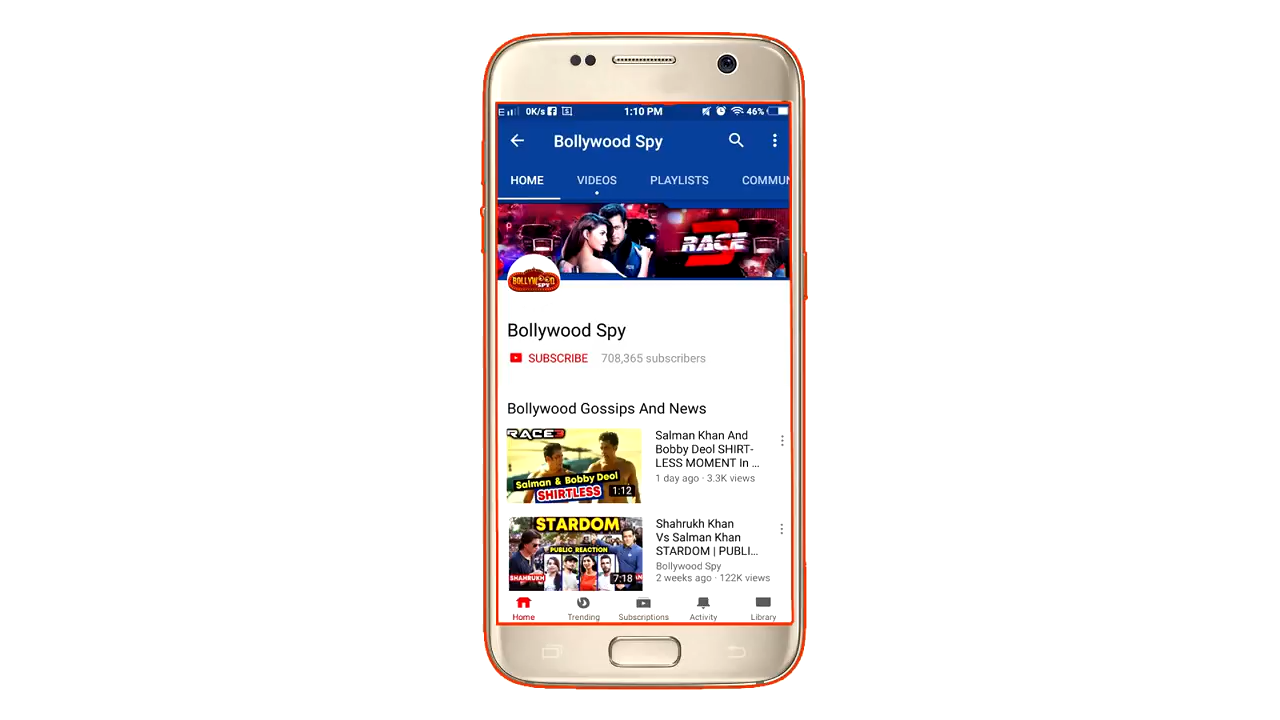 0K/s 1:10 PM 46%
Bollywood Spy
HOME VIDEOS PLAYLISTS COMMUN
RACE 3
BOLLYWOOD
SPY
Bollywood Spy
SUBSCRIBE 708,365 subscribers
Bollywood Gossips And News
RACE3
Salman & Bobby Deol
SHIRTLESS
1:12
Salman Khan And
Bobby Deol SHIRT-
LESS MOMENT In ...
1 day ago · 3.3K views
STARDOM
PUBLIC REACTION
SHAHRUKH
7:18
Shahrukh Khan
Vs Salman Khan
STARDOM | PUBLI...
Bollywood Spy
2 weeks ago · 122K views
Home Trending Subscriptions Activity Library